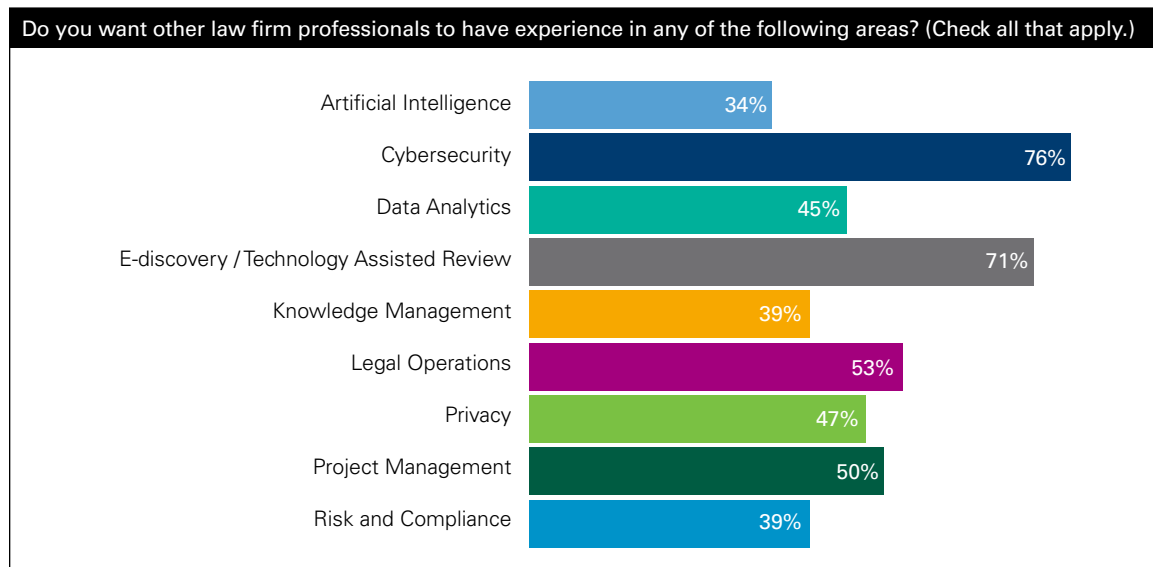 Do you want other law firm professionals to have experience in any of the following areas? (Check all that apply.)
Artificial Intelligence 34%
Cybersecurity 76%
Data Analytics 45%
E-discovery / Technology Assisted Review 71%
Knowledge Management 39%
Legal Operations 53%
Privacy 47%
Project Management 50%
Risk and Compliance 39%